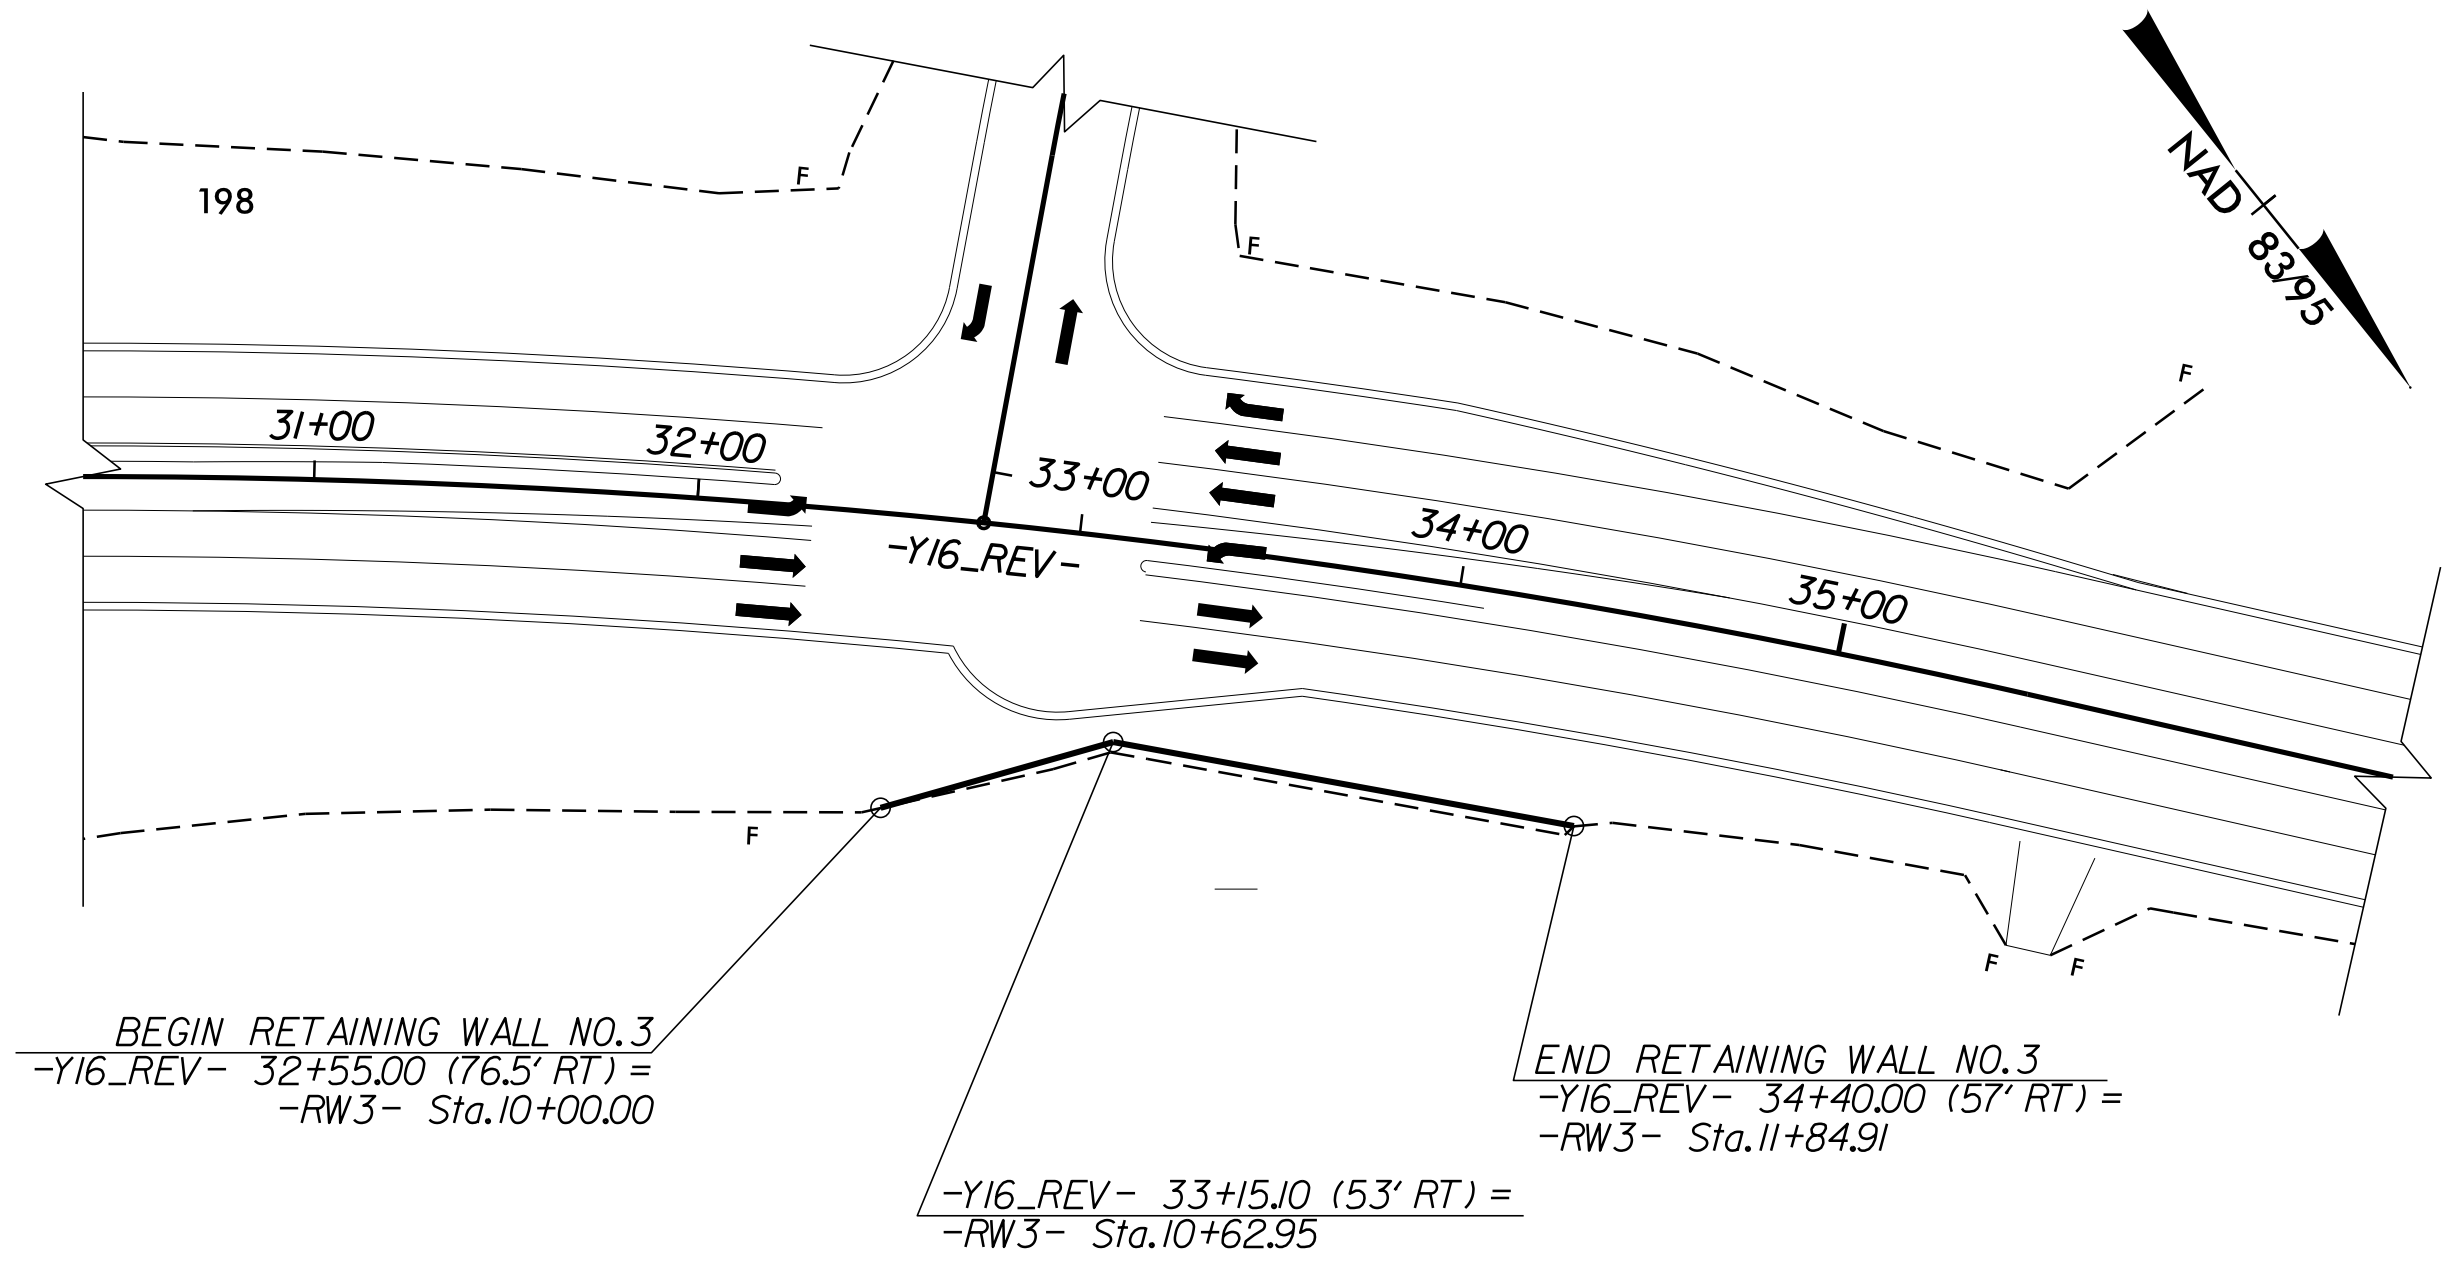 NAD 83/95
F
198
F
F
31+00
32+00
33+00
34+00
35+00
-Y16_REV-
F
F
F
BEGIN RETAINING WALL NO. 3
-Y16_REV- 32+55.00 (76.5' RT) =
-RW3- Sta. 10+00.00
END RETAINING WALL NO. 3
-Y16_REV- 34+40.00 (57' RT) =
-RW3- Sta. 11+84.91
-Y16_REV- 33+15.10 (53' RT) =
-RW3- Sta. 10+62.95